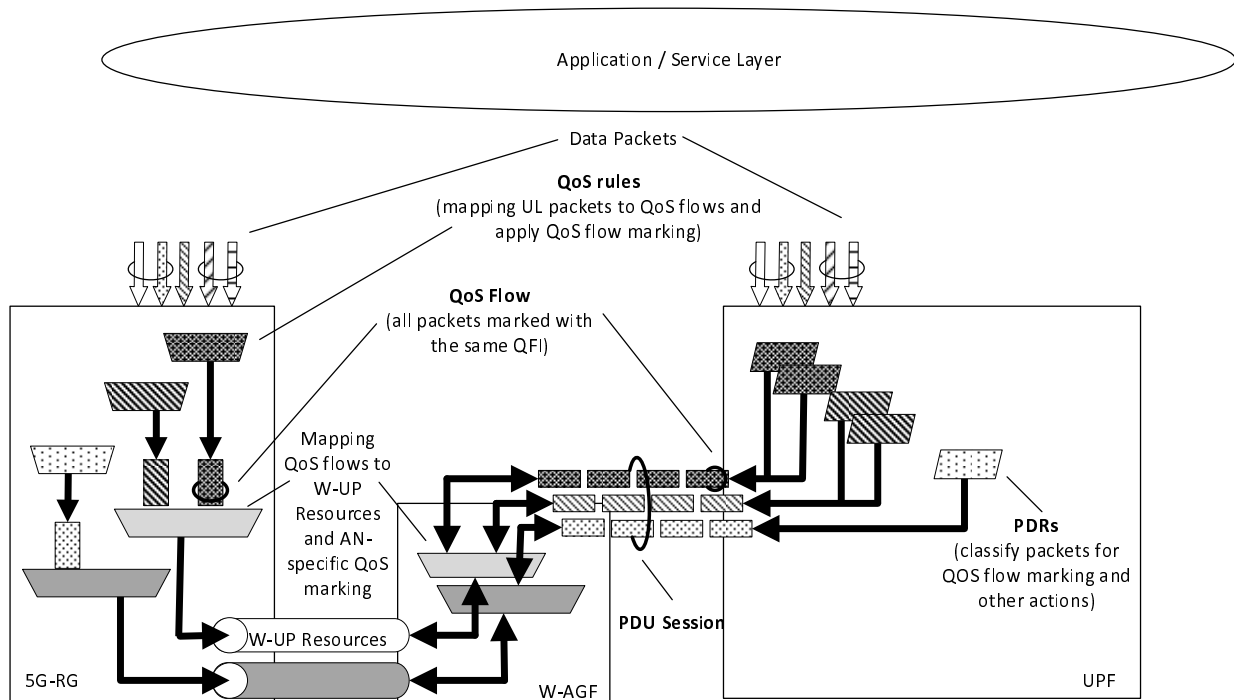 Application / Service Layer
Data Packets
QoS rules
(mapping UL packets to QoS flows and
apply QoS flow marking)
QoS Flow
(all packets marked with
the same QFI)
Mapping
QoS flows to
W-UP
Resources
and AN-
specific QoS
marking
PDRs
(classify packets for
QOS flow marking and
other actions)
PDU Session
W-UP Resources
5G-RG
W-AGF
UPF